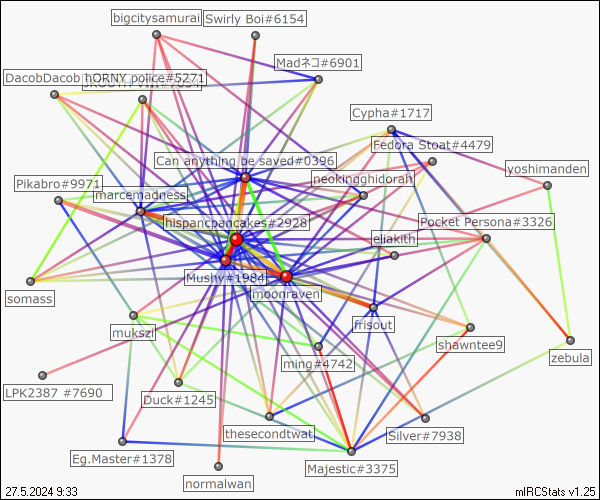 bigcitysamurai
Swirly Boi#6154
Madネコ#6901
DacobDacob
hORNY police#5271
Cypha#1717
Fedora Stoat#4479
Can anything be saved#0396
yoshimanden
Pikabro#9971
marcemadness
neokingghidorah
hispancpancakes#2928
Pocket Persona#3326
eliakith
Mushy#1984
moonraven
somass
frisout
mukszi
shawntee9
ming#4742
zebula
LPK2387 #7690
Duck#1245
thesecondtwat
Silver#7938
Eg.Master#1378
Majestic#3375
normalwan
27.5.2024 9:33
mIRCStats v1.25